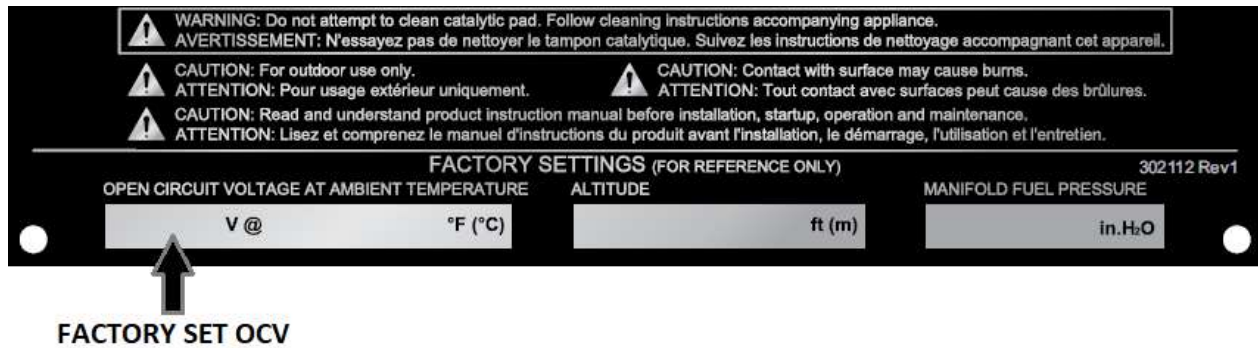 WARNING: Do not attempt to clean catalytic pad. Follow cleaning instructions accompanying appliance.
AVERTISSEMENT: N'essayez pas de nettoyer le tampon catalytique. Suivez les instructions de nettoyage accompagnant cet appareil.
CAUTION: For outdoor use only.
ATTENTION: Pour usage extérieur uniquement.
CAUTION: Contact with surface may cause burns.
ATTENTION: Tout contact avec surfaces peut cause des brûlures.
CAUTION: Read and understand product instruction manual before installation, startup, operation and maintenance.
ATTENTION: Lisez et comprenez le manuel d'instructions du produit avant l'installation, le démarrage, l'utilisation et l'entretien.
FACTORY SETTINGS (FOR REFERENCE ONLY)
302112 Rev1
OPEN CIRCUIT VOLTAGE AT AMBIENT TEMPERATURE
ALTITUDE
MANIFOLD FUEL PRESSURE
V @ °F (°C)
ft (m)
in.H₂O
FACTORY SET OCV